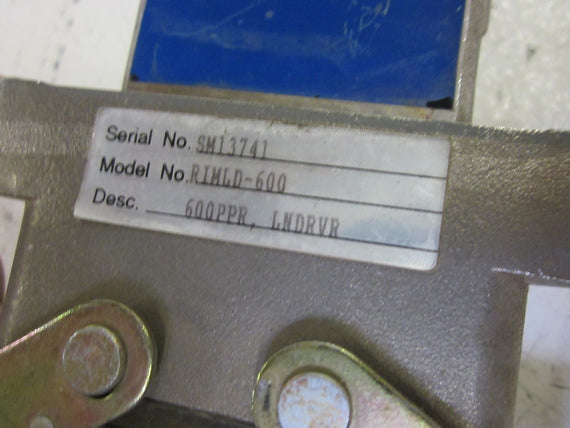 Serial No. SM13741
Model No. RIMLD-600
Desc. 600PPR, LNDRVR